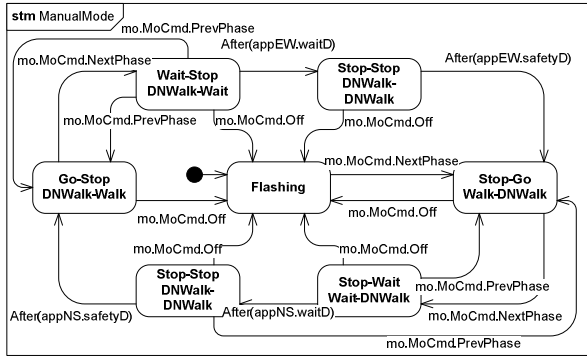 stm ManualMode
mo.MoCmd.PrevPhase
After(appEW.waitD)
After(appEW.safetyD)
mo.MoCmd.NextPhase
Wait-Stop
DNWalk-Wait
Stop-Stop
DNWalk-
DNWalk
mo.MoCmd.PrevPhase
mo.MoCmd.Off
mo.MoCmd.Off
mo.MoCmd.NextPhase
Go-Stop
DNWalk-Walk
Flashing
Stop-Go
Walk-DNWalk
mo.MoCmd.Off
mo.MoCmd.Off
mo.MoCmd.Off
mo.MoCmd.Off
Stop-Stop
DNWalk-
DNWalk
Stop-Wait
Wait-DNWalk
mo.MoCmd.PrevPhase
After(appNS.safetyD)
After(appNS.waitD)
mo.MoCmd.NextPhase
mo.MoCmd.PrevPhase